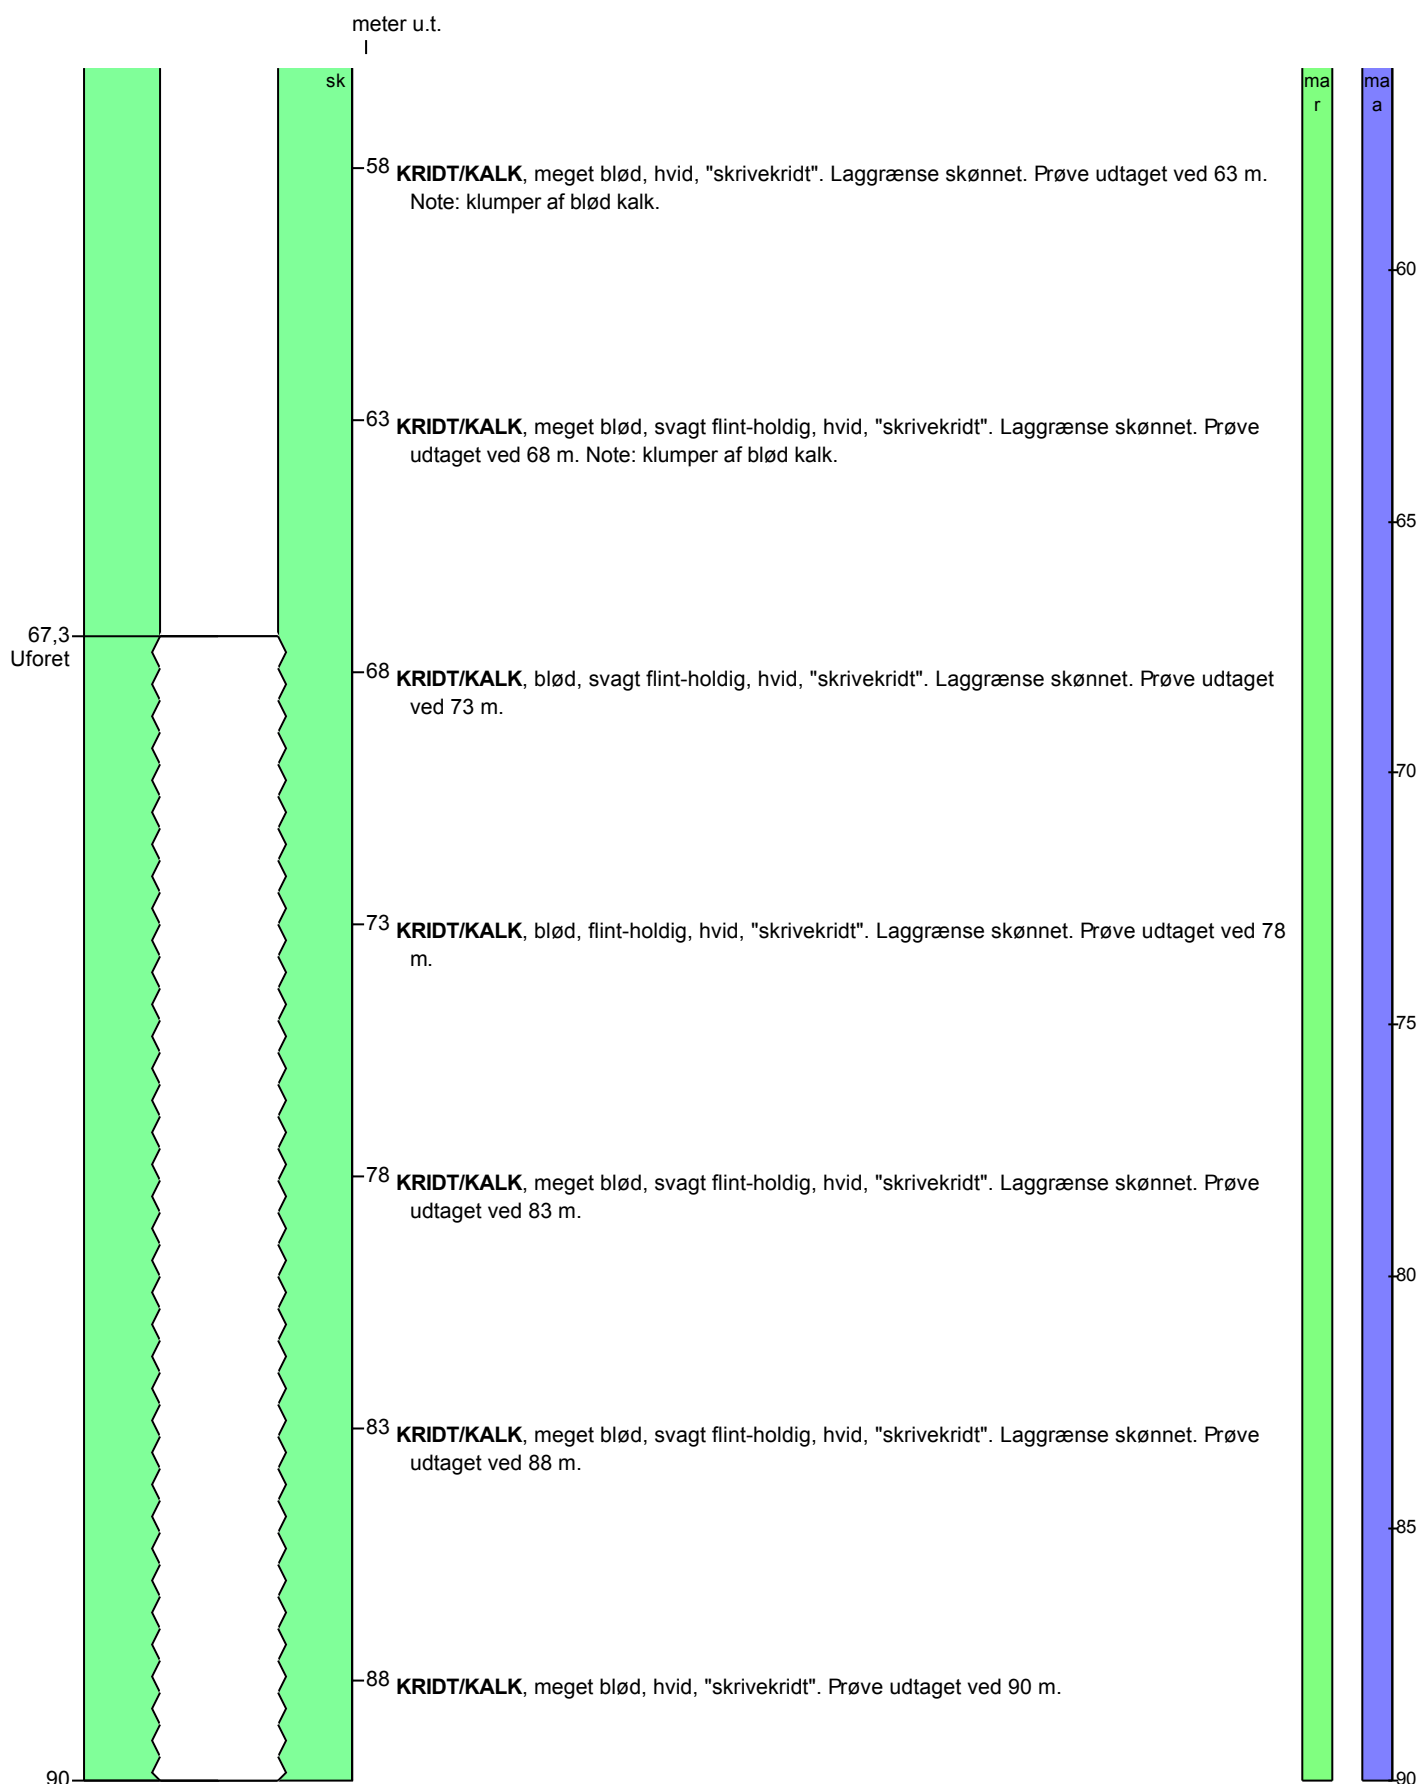 meter u.t.
sk
ma
r
ma
a
58 KRIDT/KALK, meget blød, hvid, "skrivekridt". Laggrænse skønnet. Prøve udtaget ved 63 m.
Note: klumper af blød kalk.
60
63 KRIDT/KALK, meget blød, svagt flint-holdig, hvid, "skrivekridt". Laggrænse skønnet. Prøve
udtaget ved 68 m. Note: klumper af blød kalk.
65
67,3
Uforet
68 KRIDT/KALK, blød, svagt flint-holdig, hvid, "skrivekridt". Laggrænse skønnet. Prøve udtaget
ved 73 m.
70
73 KRIDT/KALK, blød, flint-holdig, hvid, "skrivekridt". Laggrænse skønnet. Prøve udtaget ved 78
m.
75
78 KRIDT/KALK, meget blød, svagt flint-holdig, hvid, "skrivekridt". Laggrænse skønnet. Prøve
udtaget ved 83 m.
80
83 KRIDT/KALK, meget blød, svagt flint-holdig, hvid, "skrivekridt". Laggrænse skønnet. Prøve
udtaget ved 88 m.
85
88 KRIDT/KALK, meget blød, hvid, "skrivekridt". Prøve udtaget ved 90 m.
90
90